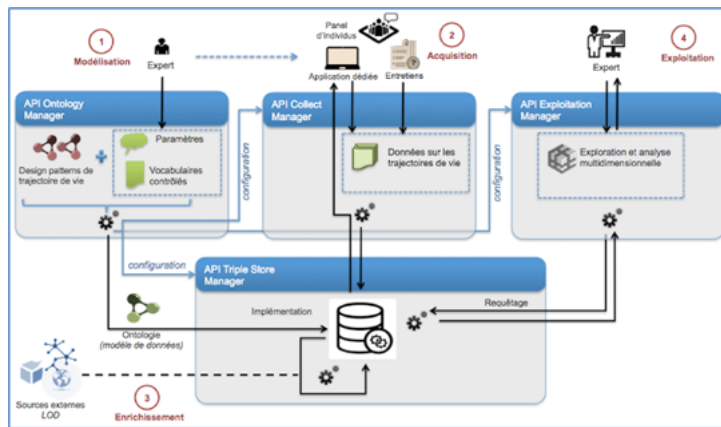 1
Modélisation
Expert
Panel
d'Individus
Application dédiée
Entretiens
2
Acquisition
Expert
4
Exploitation
API Ontology
Manager
Design patterns de
trajectoire de vie
Paramètres
Vocabulaires
contrôlés
configuration
API Collect
Manager
Données sur les
trajectoires de vie
configuration
API Exploitation
Manager
Exploration et analyse
multidimensionnelle
configuration
API Triple Store
Manager
Implémentation
Requêtage
Ontologie
(modèle de données)
Sources externes
LOD
3
Enrichissement